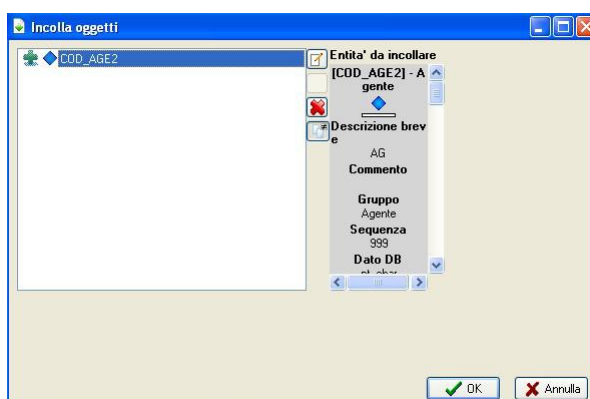 Incolla oggetti
COD_AGE2
Entita' da incollare
[COD_AGE2] - A
gente
Descrizione brev
e
AG
Commento
Gruppo
Agente
Sequenza
999
Dato DB
OK
Annulla